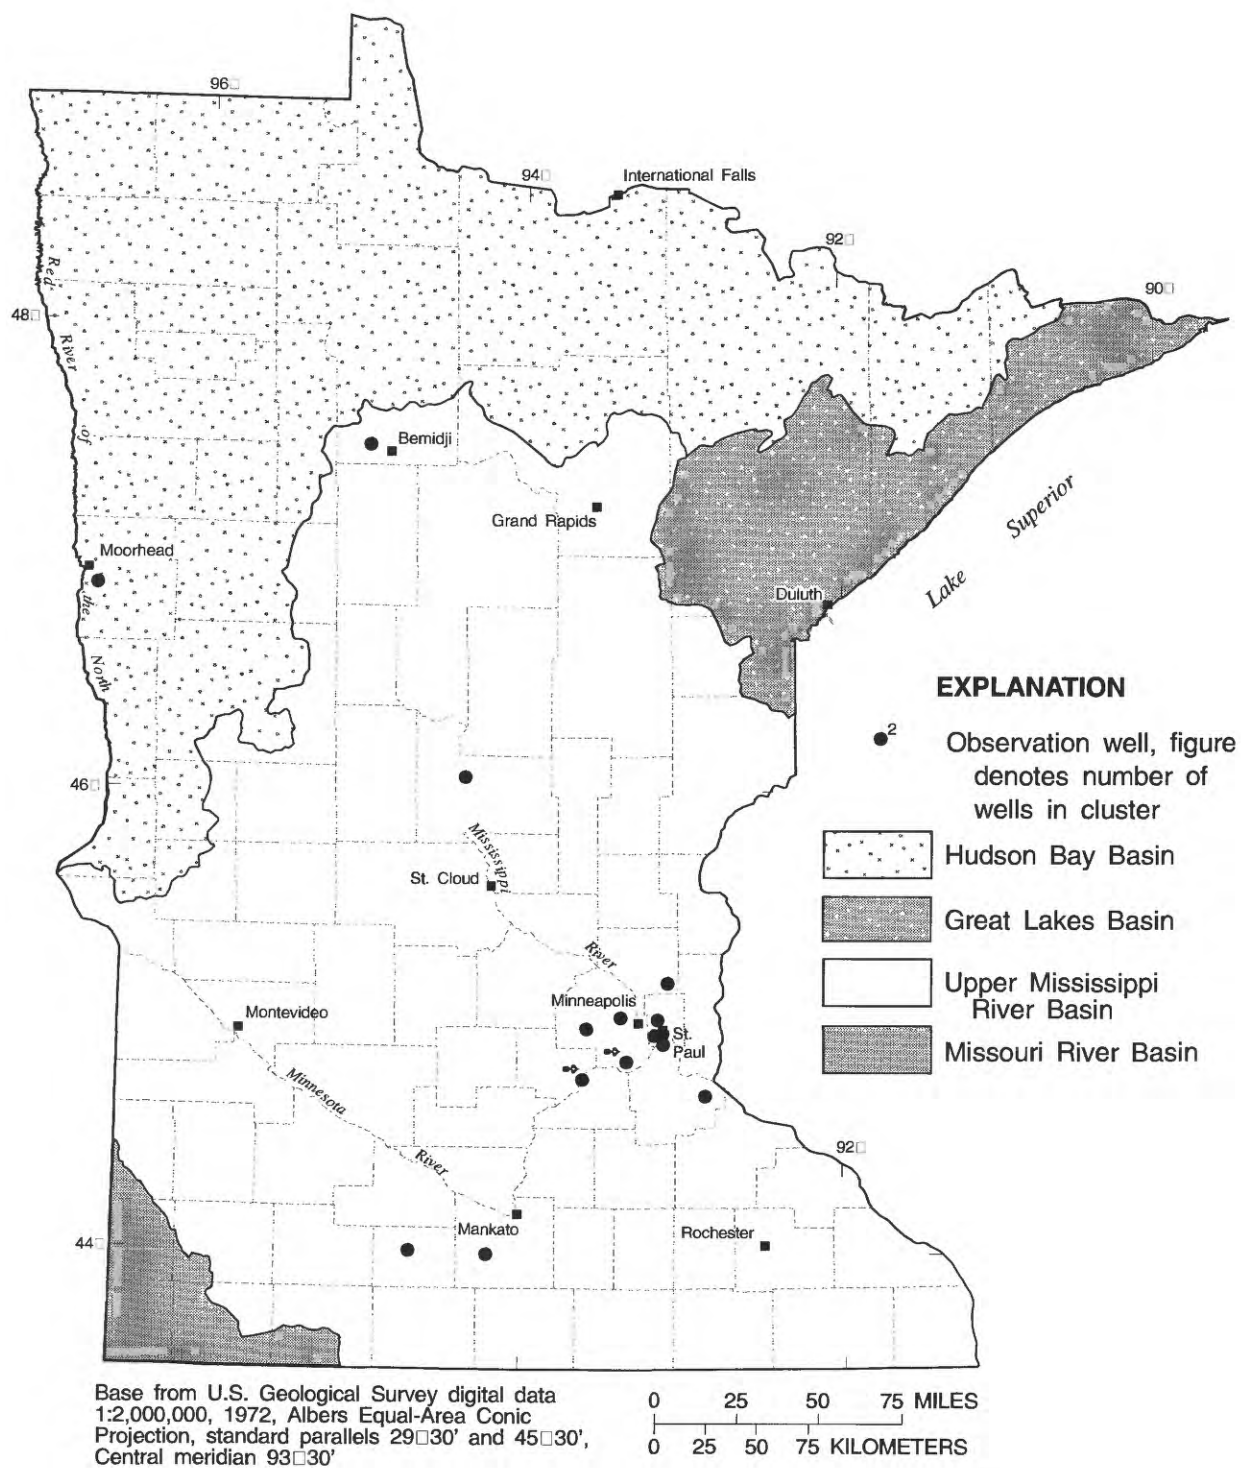 96□
94□
International Falls
92□
90□
48□
Red
River
of
the
North
Bemidji
Grand Rapids
Moorhead
Duluth
Lake Superior
EXPLANATION
2
Observation well, figure
denotes number of
wells in cluster
Hudson Bay Basin
Great Lakes Basin
Upper Mississippi
River Basin
Missouri River Basin
46□
Mississippi
River
St. Cloud
Minneapolis
St.
Paul
Montevideo
Minnesota
River
92□
44□
Mankato
Rochester
Base from U.S. Geological Survey digital data
1:2,000,000, 1972, Albers Equal-Area Conic
Projection, standard parallels 29□30' and 45□30',
Central meridian 93□30'
0 25 50 75 MILES
0 25 50 75 KILOMETERS